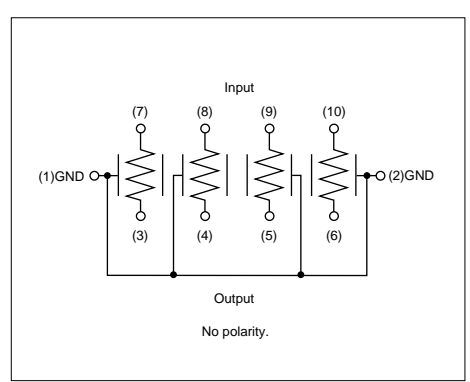 Input
(7) (8) (9) (10)
(1)GND (2)GND
(3) (4) (5) (6)
Output
No polarity.